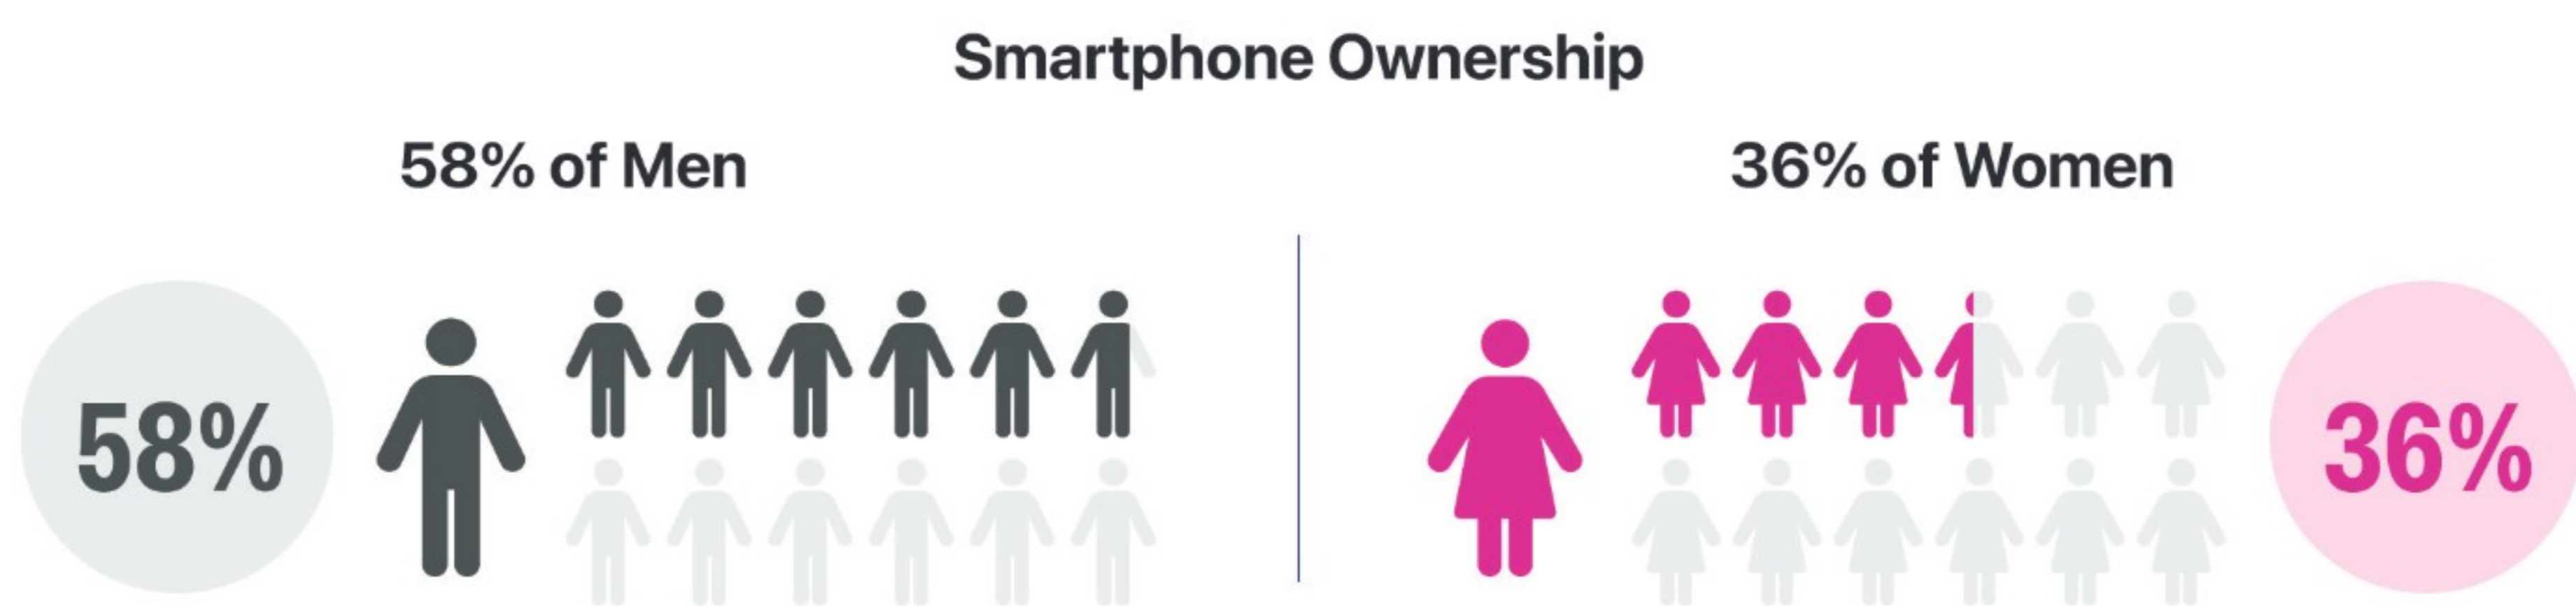 Smartphone Ownership
58% of Men
36% of Women
58%
36%